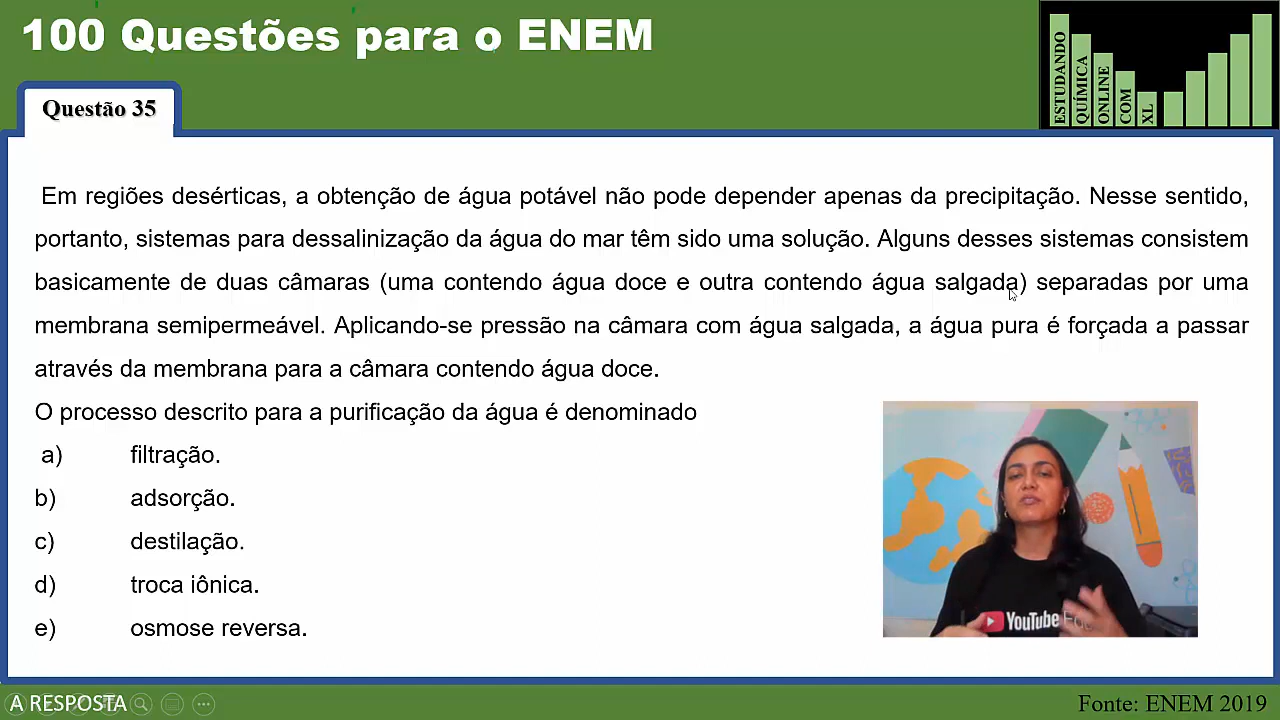 100 Questões para o ENEM
ESTUDANDO
QUÍMICA
ONLINE
COM
XL
Questão 35
Em regiões desérticas, a obtenção de água potável não pode depender apenas da precipitação. Nesse sentido,
portanto, sistemas para dessalinização da água do mar têm sido uma solução. Alguns desses sistemas consistem
basicamente de duas câmaras (uma contendo água doce e outra contendo água salgada) separadas por uma
membrana semipermeável. Aplicando-se pressão na câmara com água salgada, a água pura é forçada a passar
através da membrana para a câmara contendo água doce.
O processo descrito para a purificação da água é denominado
a) filtração.
b) adsorção.
c) destilação.
d) troca iônica.
e) osmose reversa.
YouTube
A RESPOSTA
Fonte: ENEM 2019